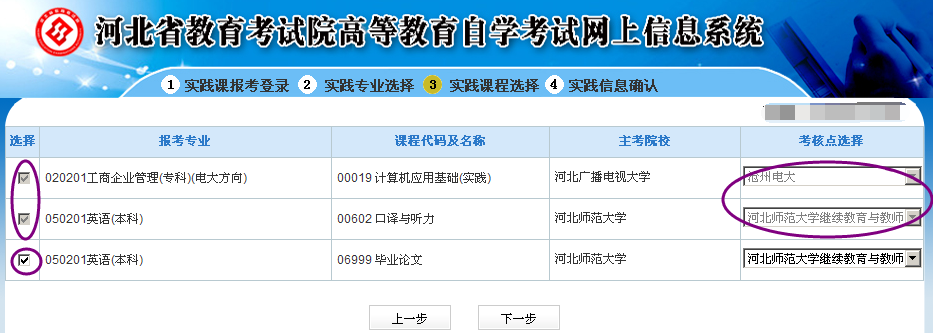 河北省教育考试院高等教育自学考试网上信息系统
1 实践课报考登录 2 实践专业选择 3 实践课程选择 4 实践信息确认
选择 报考专业 课程代码及名称 主考院校 考核点选择
020201工商企业管理(专科)(电大方向) 00019 计算机应用基础(实践) 河北广播电视大学 沧州电大
050201英语(本科) 00602 口译与听力 河北师范大学 河北师范大学继续教育与教师
050201英语(本科) 06999 毕业论文 河北师范大学 河北师范大学继续教育与教师
上一步 下一步